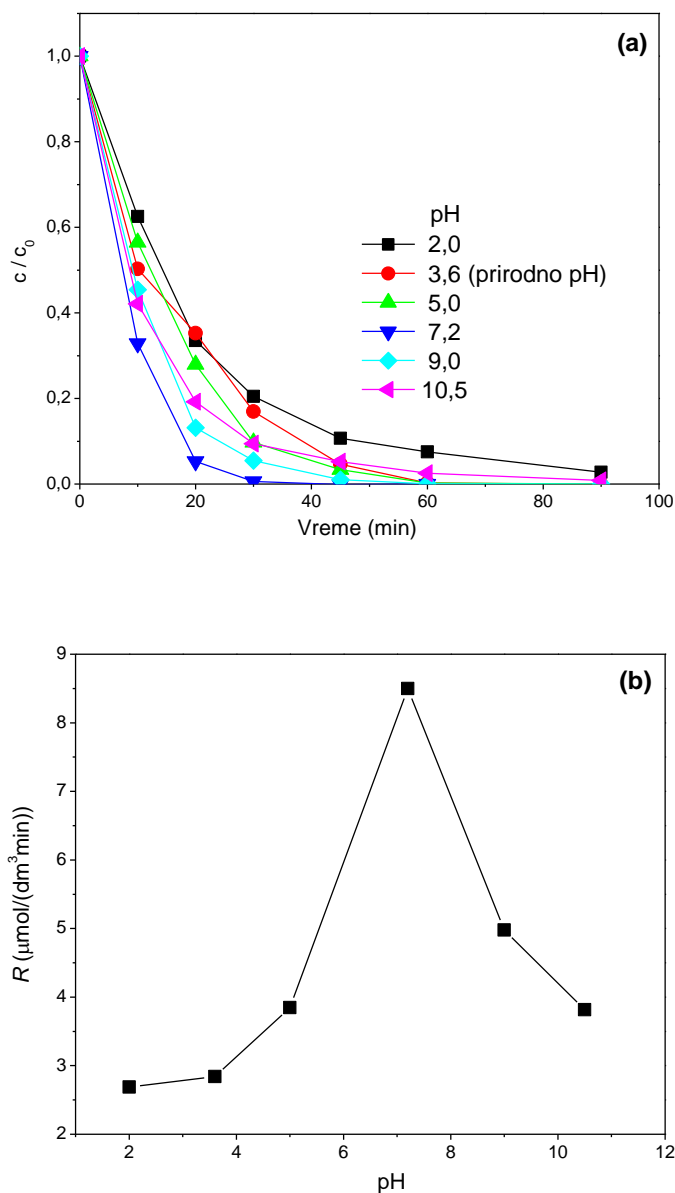 (a)
1,0
0,8
0,6
0,4
0,2
0,0
c / c₀
pH
2,0
3,6 (prirodno pH)
5,0
7,2
9,0
10,5
0 20 40 60 80 100
Vreme (min)
(b)
9
8
7
6
5
4
3
2
R (μmol/(dm³min))
2 4 6 8 10 12
pH